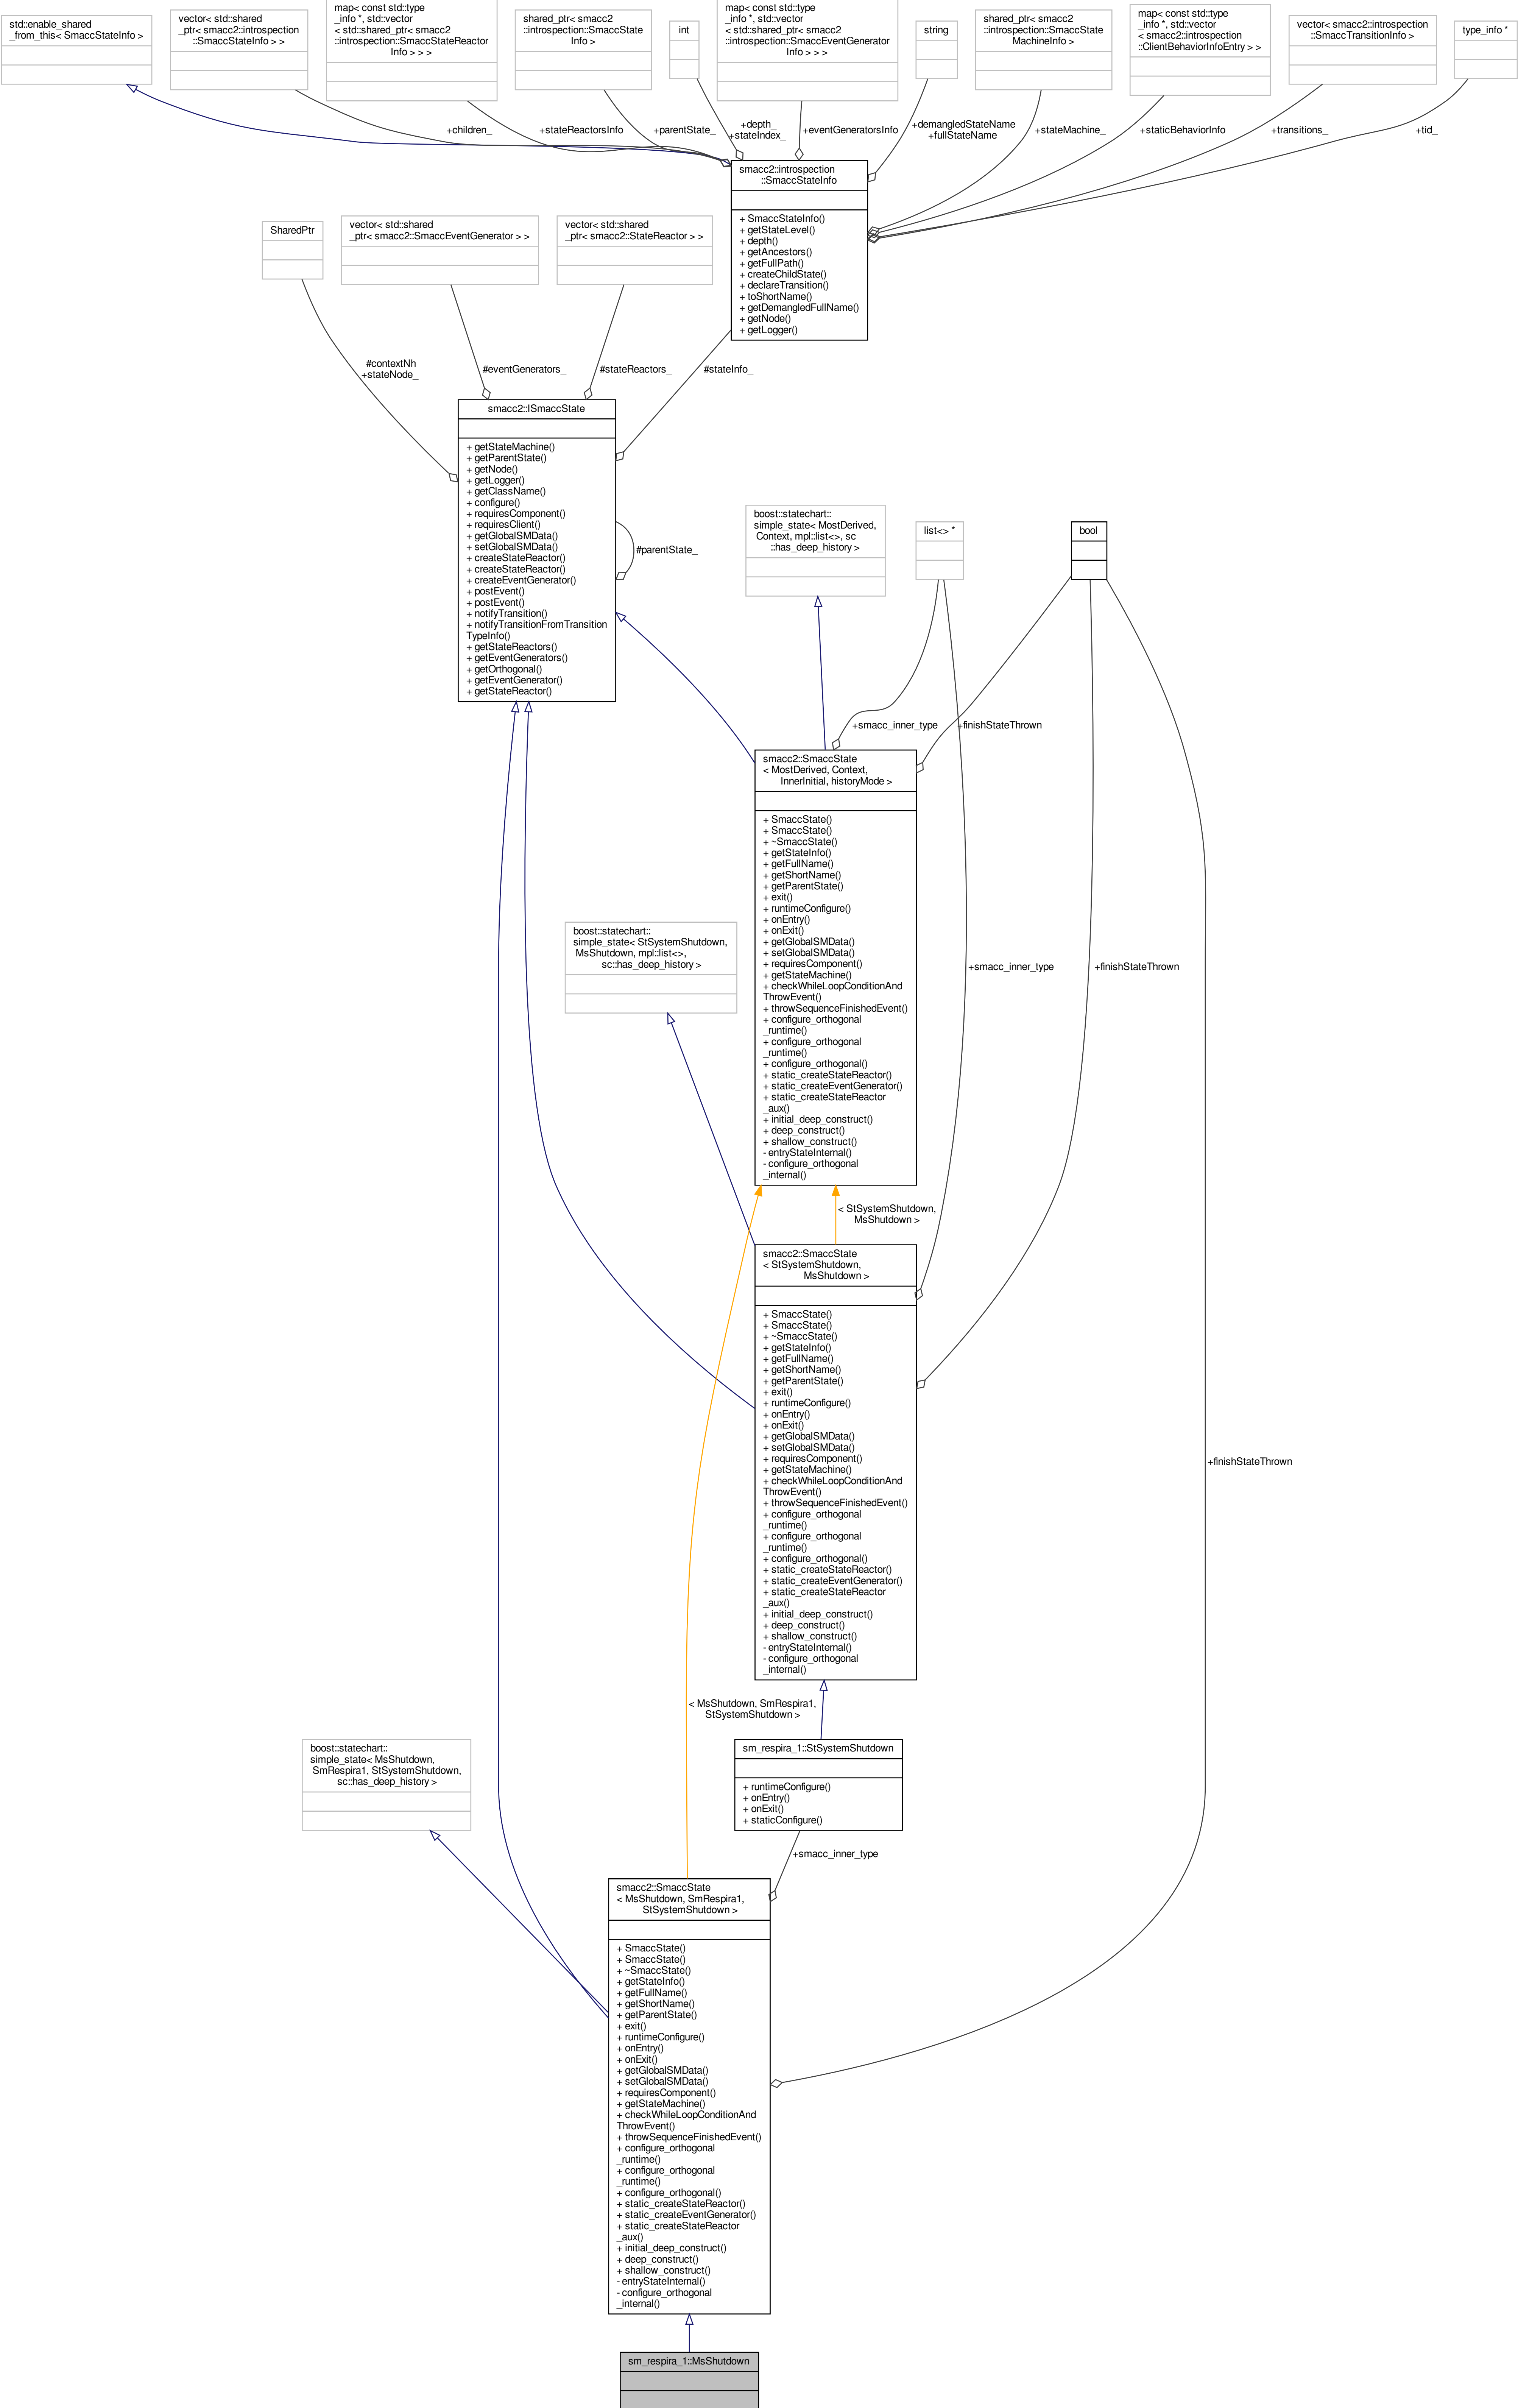 std::enable_shared
_from_this< SmaccStateInfo >
vector< std::shared
_ptr< smacc2::introspection
::SmaccStateInfo > >
map< const std::type
_info *, std::vector
< std::shared_ptr< smacc2
::introspection::SmaccStateReactor
Info > > >
shared_ptr< smacc2
::introspection::SmaccState
Info >
int
map< const std::type
_info *, std::vector
< std::shared_ptr< smacc2
::introspection::SmaccEventGenerator
Info > > >
string
shared_ptr< smacc2
::introspection::SmaccState
MachineInfo >
map< const std::type
_info *, std::vector
< smacc2::introspection
::ClientBehaviorInfoEntry > >
vector< smacc2::introspection
::SmaccTransitionInfo >
type_info *
+children_
+stateReactorsInfo
+parentState_
+depth_
+stateIndex_
+eventGeneratorsInfo
+demangledStateName
+fullStateName
+stateMachine_
+staticBehaviorInfo
+transitions_
+tid_
smacc2::introspection
::SmaccStateInfo
+ SmaccStateInfo()
+ getStateLevel()
+ depth()
+ getAncestors()
+ getFullPath()
+ createChildState()
+ declareTransition()
+ toShortName()
+ getDemangledFullName()
+ getNode()
+ getLogger()
SharedPtr
vector< std::shared
_ptr< smacc2::SmaccEventGenerator > >
vector< std::shared
_ptr< smacc2::StateReactor > >
#contextNh
+stateNode_
#eventGenerators_
#stateReactors_
#stateInfo_
smacc2::ISmaccState
+ getStateMachine()
+ getParentState()
+ getNode()
+ getLogger()
+ getClassName()
+ configure()
+ requiresComponent()
+ requiresClient()
+ getGlobalSMData()
+ setGlobalSMData()
+ createStateReactor()
+ createStateReactor()
+ createEventGenerator()
+ postEvent()
+ postEvent()
+ notifyTransition()
+ notifyTransitionFromTransition
TypeInfo()
+ getStateReactors()
+ getEventGenerators()
+ getOrthogonal()
+ getEventGenerator()
+ getStateReactor()
#parentState_
boost::statechart::
simple_state< MostDerived,
Context, mpl::list<>, sc
::has_deep_history >
list<> *
bool
+smacc_inner_type
+finishStateThrown
smacc2::SmaccState
< MostDerived, Context,
InnerInitial, historyMode >
+ SmaccState()
+ SmaccState()
+ ~SmaccState()
+ getStateInfo()
+ getFullName()
+ getShortName()
+ getParentState()
+ exit()
+ runtimeConfigure()
+ onEntry()
+ onExit()
+ getGlobalSMData()
+ setGlobalSMData()
+ requiresComponent()
+ getStateMachine()
+ checkWhileLoopConditionAnd
ThrowEvent()
+ throwSequenceFinishedEvent()
+ configure_orthogonal
_runtime()
+ configure_orthogonal
_runtime()
+ configure_orthogonal()
+ static_createStateReactor()
+ static_createEventGenerator()
+ static_createStateReactor
_aux()
+ initial_deep_construct()
+ deep_construct()
+ shallow_construct()
- entryStateInternal()
- configure_orthogonal
_internal()
boost::statechart::
simple_state< StSystemShutdown,
MsShutdown, mpl::list<>,
sc::has_deep_history >
+smacc_inner_type
+finishStateThrown
< StSystemShutdown,
MsShutdown >
smacc2::SmaccState
< StSystemShutdown,
MsShutdown >
+ SmaccState()
+ SmaccState()
+ ~SmaccState()
+ getStateInfo()
+ getFullName()
+ getShortName()
+ getParentState()
+ exit()
+ runtimeConfigure()
+ onEntry()
+ onExit()
+ getGlobalSMData()
+ setGlobalSMData()
+ requiresComponent()
+ getStateMachine()
+ checkWhileLoopConditionAnd
ThrowEvent()
+ throwSequenceFinishedEvent()
+ configure_orthogonal
_runtime()
+ configure_orthogonal
_runtime()
+ configure_orthogonal()
+ static_createStateReactor()
+ static_createEventGenerator()
+ static_createStateReactor
_aux()
+ initial_deep_construct()
+ deep_construct()
+ shallow_construct()
- entryStateInternal()
- configure_orthogonal
_internal()
+finishStateThrown
< MsShutdown, SmRespira1,
StSystemShutdown >
boost::statechart::
simple_state< MsShutdown,
SmRespira1, StSystemShutdown,
sc::has_deep_history >
sm_respira_1::StSystemShutdown
+ runtimeConfigure()
+ onEntry()
+ onExit()
+ staticConfigure()
+smacc_inner_type
smacc2::SmaccState
< MsShutdown, SmRespira1,
StSystemShutdown >
+ SmaccState()
+ SmaccState()
+ ~SmaccState()
+ getStateInfo()
+ getFullName()
+ getShortName()
+ getParentState()
+ exit()
+ runtimeConfigure()
+ onEntry()
+ onExit()
+ getGlobalSMData()
+ setGlobalSMData()
+ requiresComponent()
+ getStateMachine()
+ checkWhileLoopConditionAnd
ThrowEvent()
+ throwSequenceFinishedEvent()
+ configure_orthogonal
_runtime()
+ configure_orthogonal
_runtime()
+ configure_orthogonal()
+ static_createStateReactor()
+ static_createEventGenerator()
+ static_createStateReactor
_aux()
+ initial_deep_construct()
+ deep_construct()
+ shallow_construct()
- entryStateInternal()
- configure_orthogonal
_internal()
sm_respira_1::MsShutdown